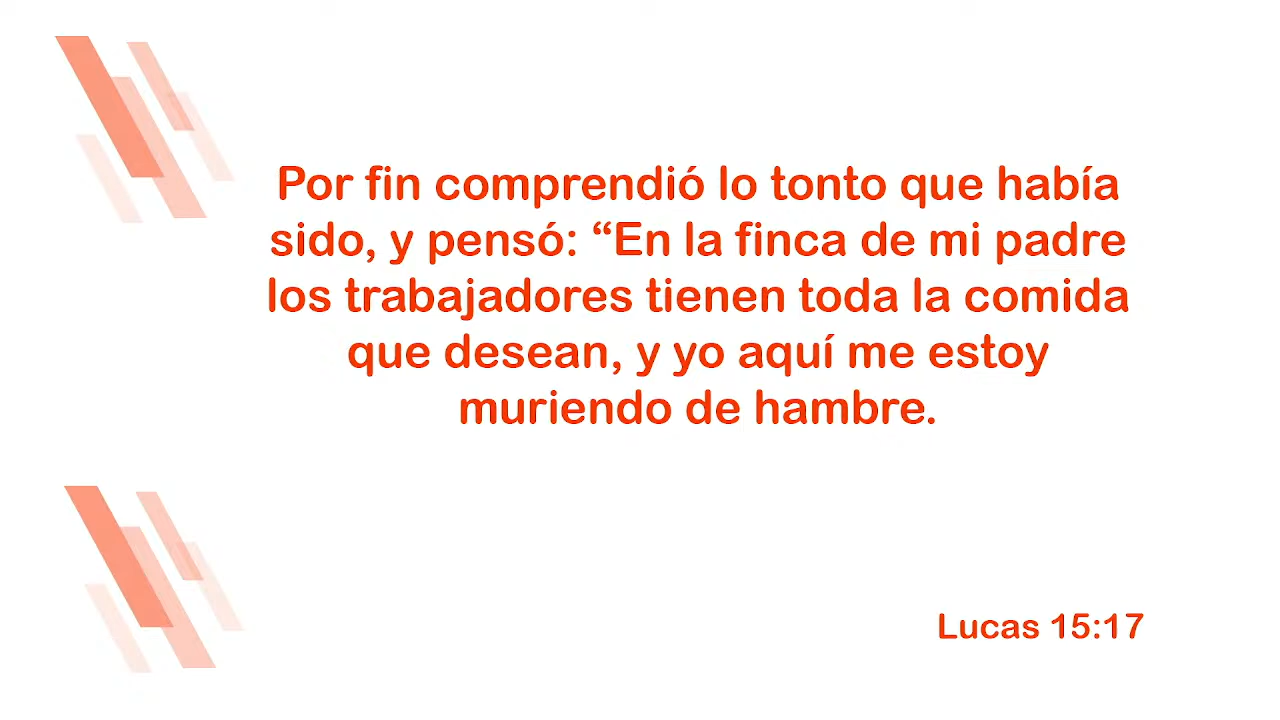 Por fin comprendió lo tonto que había
sido, y pensó: “En la finca de mi padre
los trabajadores tienen toda la comida
que desean, y yo aquí me estoy
muriendo de hambre.
Lucas 15:17